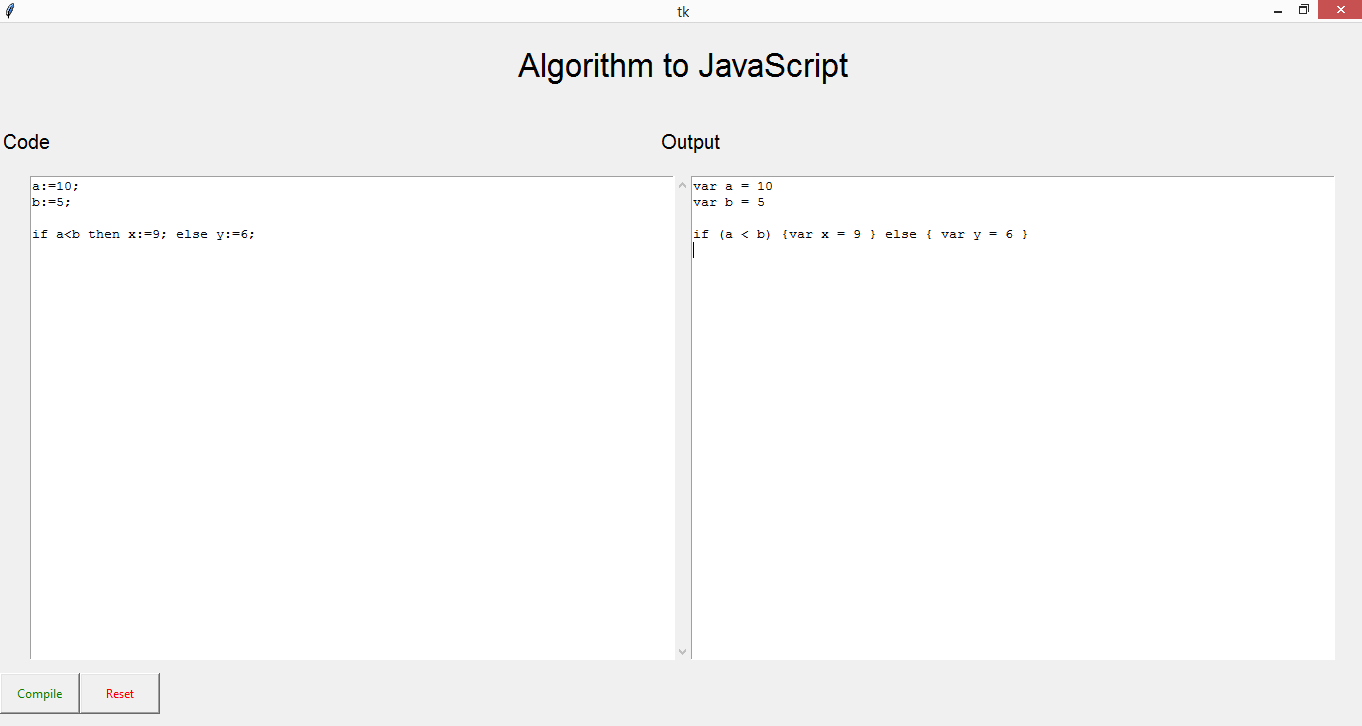 tk
Algorithm to JavaScript
Code
Output
a:=10;
b:=5;
if a<b then x:=9; else y:=6;
var a = 10
var b = 5
if (a < b) {var x = 9 } else { var y = 6 }
Compile
Reset